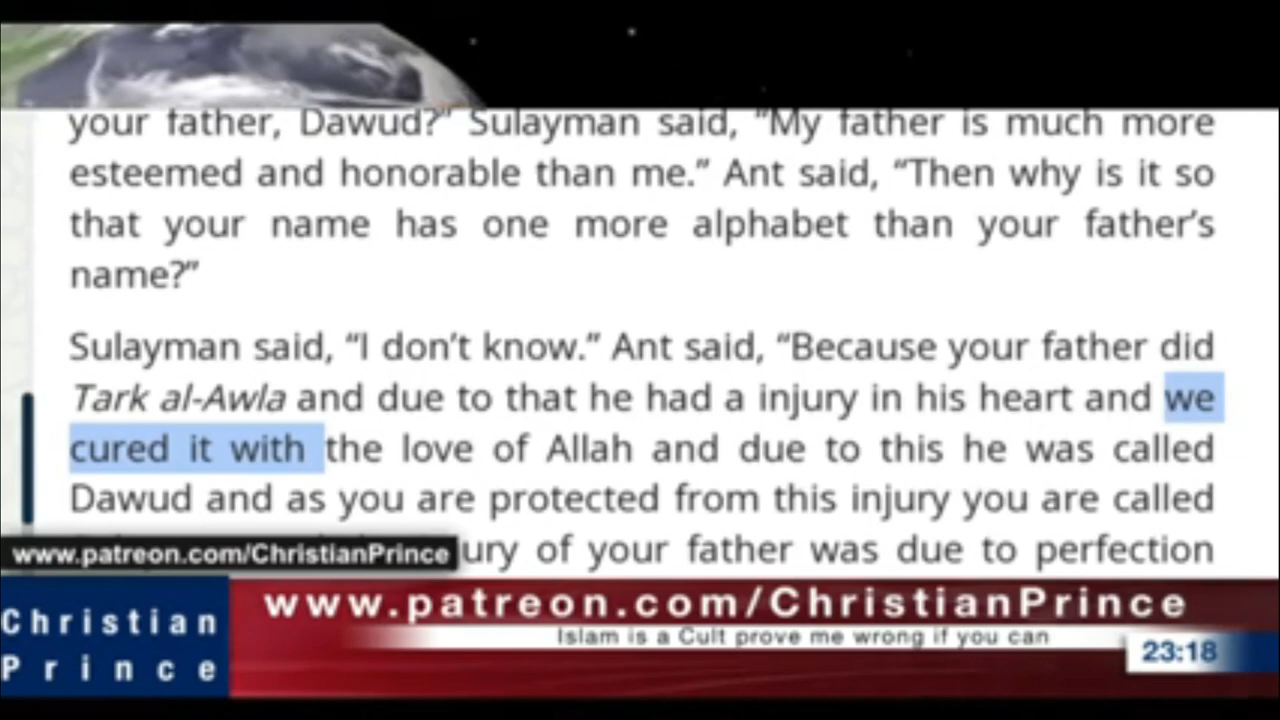 your father, Dawud?” Sulayman said, “My father is much more
esteemed and honorable than me.” Ant said, “Then why is it so
that your name has one more alphabet than your father’s
name?”
Sulayman said, “I don’t know.” Ant said, “Because your father did
Tark al-Awla and due to that he had a injury in his heart and we
cured it with the love of Allah and due to this he was called
Dawud and as you are protected from this injury you are called
ury of your father was due to perfection
www.patreon.com/ChristianPrince
www.patreon.com/ChristianPrince
Islam is a Cult prove me wrong if you can
Christian
Prince
23:18